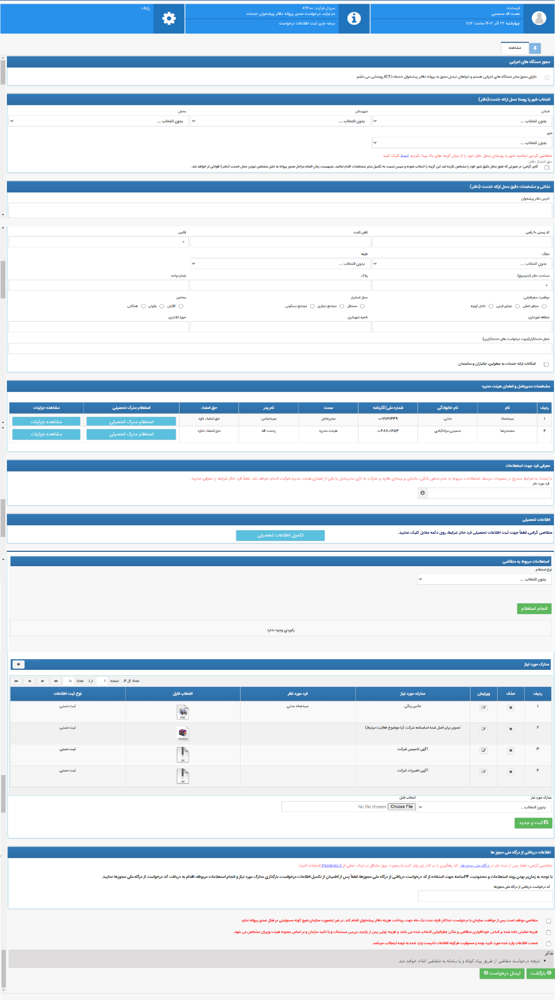 فرستنده:
نعمت اله محسنی
چهارشنبه ۲۲ آذر ۱۴۰۲ ساعت ۱۱:۱۲
سریال فرآیند: ۸۹۲۰۰
نام فرآیند: درخواست صدور پروانه دفاتر پیشخوان خدمات
مرحله جاری: ثبت اطلاعات درخواست
پاراف:
مشاهده
مجوز دستگاه های اجرایی
دارای مجوز سایر دستگاه های اجرایی هستم و خواهان تبدیل مجوز به پروانه دفاتر پیشخوان خدمات/ICT روستایی می باشم.
انتخاب شهر یا روستا محل ارائه خدمت(دفتر)
استان شهرستان بخش
بدون انتخاب ... بدون انتخاب ... بدون انتخاب ...
شهر
بدون انتخاب ...
متقاضی گرامی چنانچه شهر یا روستای محل دفتر خود را از میان گزینه های بالا پیدا نکردید اینجا کلیک کنید
حق امتیاز دفتر:
کاربر گرامی: در صورتی که هنوز محل دقیق شهر خود را مشخص نکرده اید، این گزینه را انتخاب نموده و سپس نسبت به تکمیل سایر مشخصات اقدام نمائید. بدیهیست زمان انجام مراحل صدور پروانه به دلیل مشخص نبودن محل خدمت (دفتر) طولانی تر خواهد شد.
نشانی و مشخصات دقیق محل ارائه خدمت (دفتر)
آدرس دفتر پیشخوان
کد پستی ۱۰ رقمی تلفن ثابت فکس
۰
تملک طبقه
بدون انتخاب ... بدون انتخاب ...
مساحت دفتر (مترمربع) پلاک شماره واحد
۰
موقعیت جغرافیایی محل استقرار مختص
مجاور اصلی مجاور فرعی داخل کوچه مستقل مجتمع تجاری مجتمع مسکونی آقایان بانوان همگانی
منطقه شهرداری ناحیه شهرداری حوزه کلانتری
شغل خدمتگزار(جهت درخواست های خدمتگزاری)
امکانات ارائه خدمات به معلولین، جانبازان و سالمندان
مشخصات مدیرعامل و اعضای هیئت مدیره
ردیف نام نام خانوادگی شماره ملی/گذرنامه سمت نام پدر حق امضاء استعلام مدرک تحصیلی مشاهده جزئیات
۱ سیدعماد مدنی ۰۰۷۱۱۶۱۴۴۹ مدیرعامل سیدعباس حق امضاء دارد استعلام مدرک تحصیلی مشاهده جزئیات
۲ محمدرضا حسینی مرادآبادی ۰۰۶۸۸۰۱۶۵۳ هیئت مدیره رحمت اله حق امضاء ندارد استعلام مدرک تحصیلی مشاهده جزئیات
معرفی فرد جهت استعلامات
با استناد به شرایط مندرج در مصوبات مرتبط، استعلامات مربوط به عدم بدهی بانکی، مالیاتی و بیمه‌ای علاوه بر شرکت به ازای مدیرعامل یا یکی از اعضای هیئت مدیره شرکت، انجام خواهد شد. لطفاً فرد حائز شرایط را معرفی نمایید.
فرد مورد نظر
اطلاعات تحصیلی
متقاضی گرامی، لطفاً جهت ثبت اطلاعات تحصیلی فرد حائز شرایط، روی دکمه مقابل کلیک نمایید. تکمیل اطلاعات تحصیلی
استعلامات مربوط به متقاضی
نوع استعلام
بدون انتخاب ...
انجام استعلام
رکوردي وجود ندارد
مدارک مورد نیاز
تعداد کل ۴، صفحه ۱ از ۱، تعداد ۱۰
ردیف حذف ویرایش مدارک مورد نیاز فرد مورد نظر انتخاب فایل نوع ثبت اطلاعات
۱ عکس رنگی سیدعماد مدنی PNG ثبت دستی
۲ تصویر برابر اصل شده اساسنامه شرکت (با موضوع فعالیت مرتبط) WINRAR ثبت دستی
۳ آگهی تاسیس شرکت ZIP ثبت دستی
۴ آگهی تغییرات شرکت ZIP ثبت دستی
مدارک مورد نیاز انتخاب فایل
بدون انتخاب... Choose File No file chosen
ثبت و جدید
اطلاعات دریافتی از درگاه ملی مجوز ها
متقاضی گرامی، لطفا پس از ثبت نام در درگاه ملی مجوزها، کد رهگیری را در کادر زیر وارد کنید.(درصورت بروز مشکل در لینک اصلی از mojavez.ir استفاده کنید)
با توجه به زمان‌بر بودن روند استعلامات و محدودیت ۲۴ساعته جهت استفاده از کد درخواست دریافتی از درگاه ملی مجوزها، لطفاً پس از اطمینان از تکمیل اطلاعات درخواست، بارگذاری مدارک مورد نیاز و انجام استعلامات مربوطه، اقدام به دریافت کد درخواست از درگاه ملی مجوزها نمایید.
کد درخواست دریافتی از درگاه ملی مجوزها
متقاضی موظف است پس از موافقت سازمان با درخواست، حداکثر ظرف مدت یک ماه جهت پرداخت هزینه دفاتر پیشخوان اقدام کند. در غیر اینصورت سازمان هیچ گونه مسئولیتی در قبال صدور پروانه ندارد
هزینه نمایش داده شده بر اساس خوداظهاری متقاضی و مکان جغرافیایی انتخاب شده می باشد و هزینه نهایی پس از بازدید، بررسی مستندات و با تائید سازمان و بر اساس مصوبه هیئت وزیران مشخص می شود.
صحت اطلاعات وارد شده مورد تایید بوده و مسئولیت هرگونه اطلاعات نادرست وارد شده به عهده اینجانب میباشد.
تذکر
نتیجه درخواست متقاضی از طریق پیام کوتاه و یا سامانه به متقاضی اعلام خواهد شد.
بازگشت ارسال درخواست